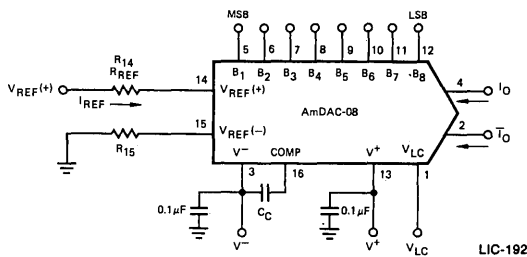 MSB LSB
5 6 7 8 9 10 11 12
B1 B2 B3 B4 B5 B6 B7 B8
R14
RREF
VREF(+)
IREF
14
VREF(+)
4
IO
AmDAC-08
15
VREF(−)
2
I̅O
R15
V− COMP V+ VLC
3 16 13 1
0.1µF
CC
0.1µF
V− V+ VLC
LIC-192